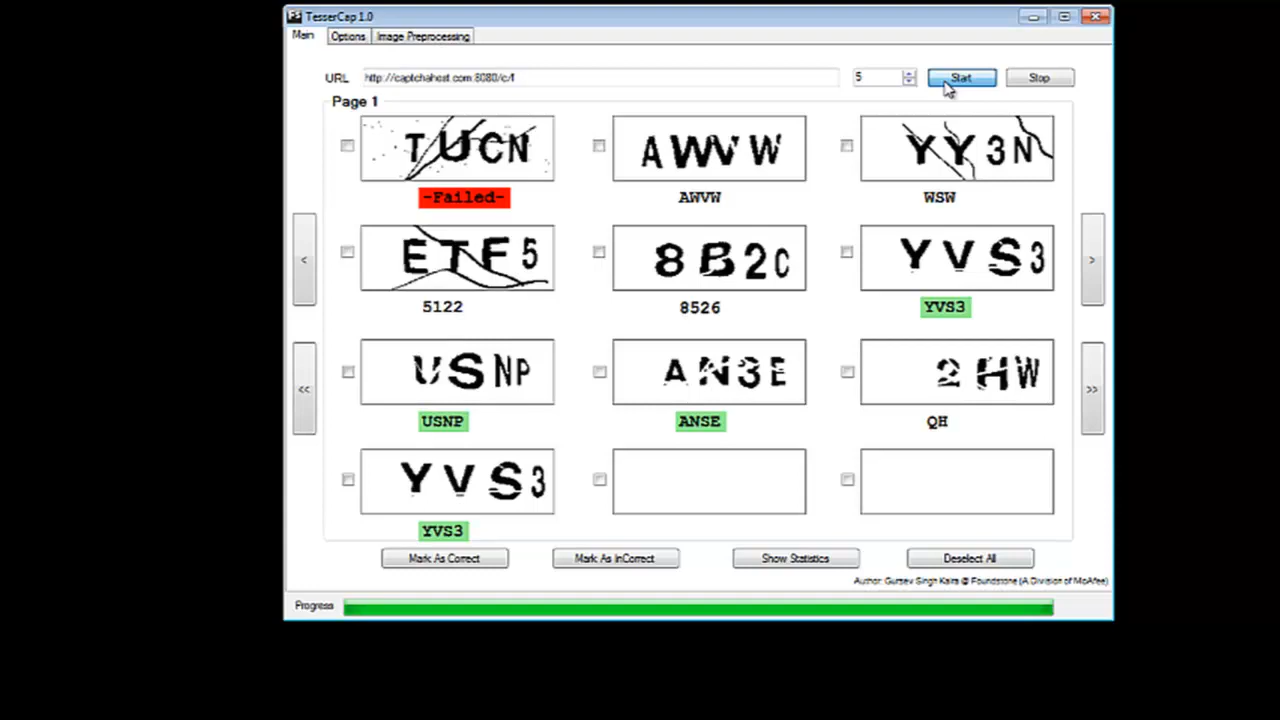 TesserCap 1.0
Main Options Image Preprocessing
URL http://captchahost.com:8080/c/f 5 Start Stop
Page 1
TUCN AWVW YY3N
-Failed- AWVW WSW
ETF5 8B2C YVS3
< >
5122 8526 YVS3
USNP AN3E 2HW
<< >>
USNP ANSE QH
YVS3
YVS3
Mark As Correct Mark As InCorrect Show Statistics Deselect All
Author: Gursev Singh Kalra @ Foundstone (A Division of McAfee)
Progress